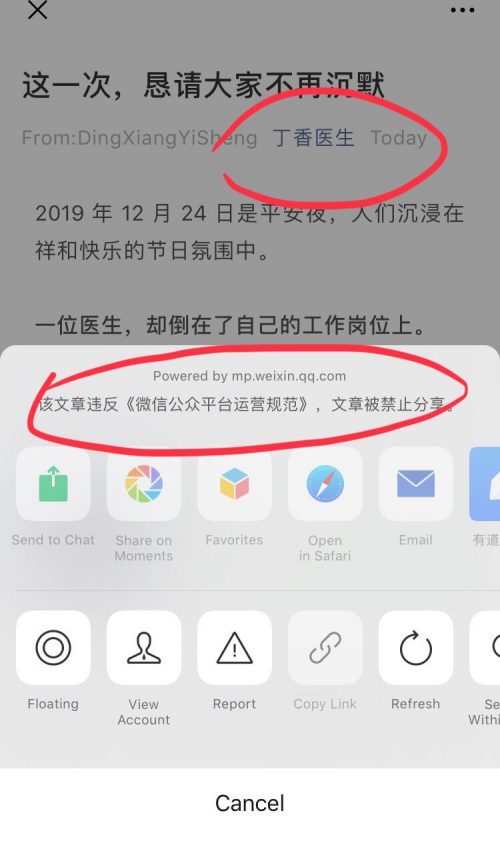 这一次，恳请大家不再沉默
From:DingXiangYiSheng 丁香医生 Today
2019 年 12 月 24 日是平安夜，人们沉浸在
祥和快乐的节日氛围中。
一位医生，却倒在了自己的工作岗位上。
Powered by mp.weixin.qq.com
该文章违反《微信公众平台运营规范》，文章被禁止分享。
Send to Chat
Share on
Moments
Favorites
Open
in Safari
Email
有道
Floating
View
Account
Report
Copy Link
Refresh
Se
Within
Cancel